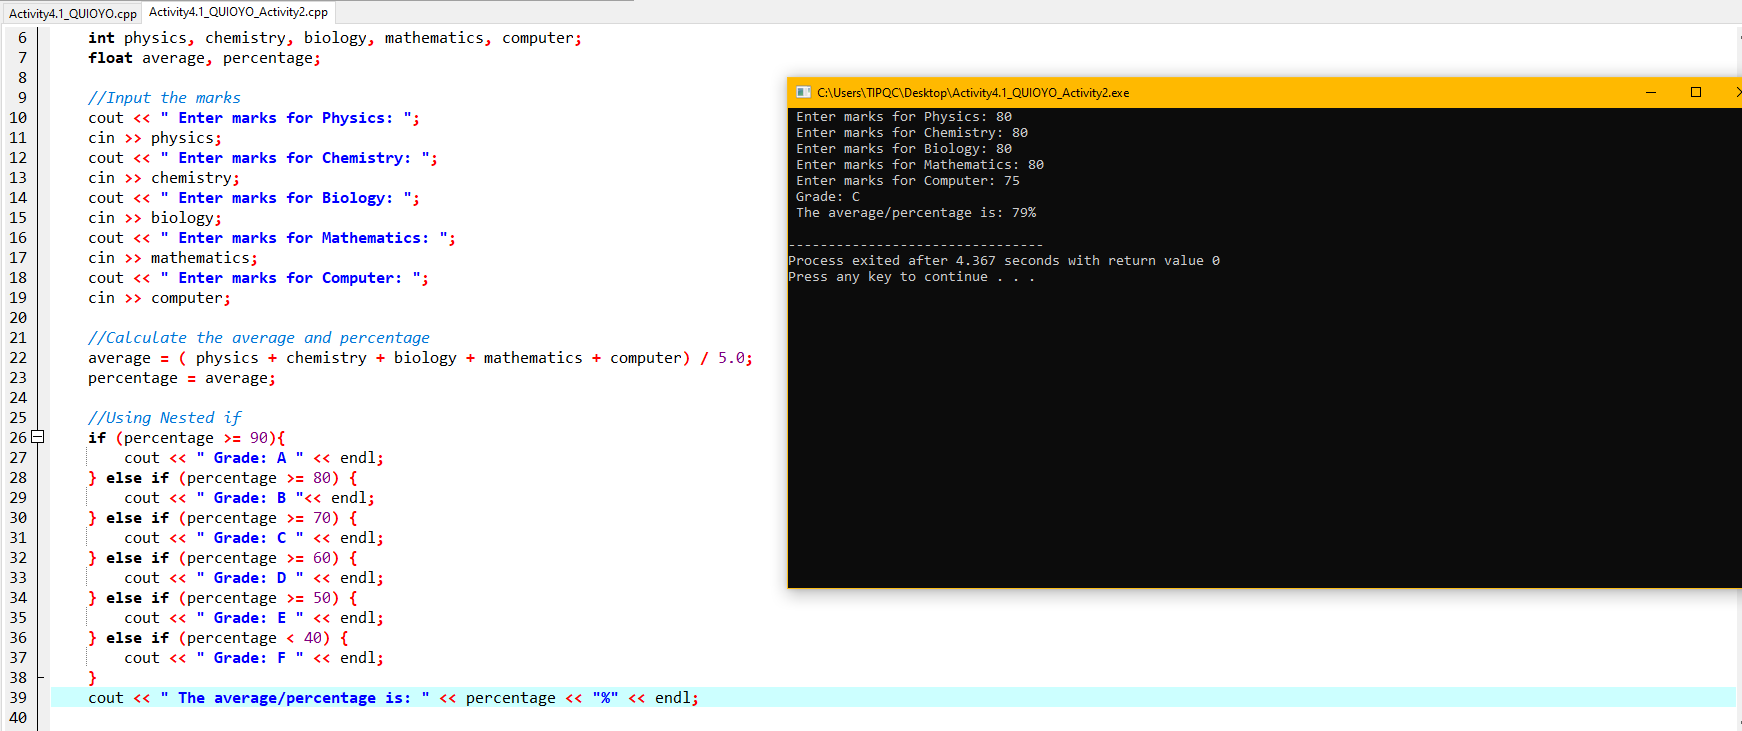 Activity4.1_QUIOYO.cpp Activity4.1_QUIOYO_Activity2.cpp
6 int physics, chemistry, biology, mathematics, computer;
7 float average, percentage;
8
9 //Input the marks
10 cout << " Enter marks for Physics: ";
11 cin >> physics;
12 cout << " Enter marks for Chemistry: ";
13 cin >> chemistry;
14 cout << " Enter marks for Biology: ";
15 cin >> biology;
16 cout << " Enter marks for Mathematics: ";
17 cin >> mathematics;
18 cout << " Enter marks for Computer: ";
19 cin >> computer;
20
21 //Calculate the average and percentage
22 average = ( physics + chemistry + biology + mathematics + computer) / 5.0;
23 percentage = average;
24
25 //Using Nested if
26 if (percentage >= 90){
27 cout << " Grade: A " << endl;
28 } else if (percentage >= 80) {
29 cout << " Grade: B "<< endl;
30 } else if (percentage >= 70) {
31 cout << " Grade: C " << endl;
32 } else if (percentage >= 60) {
33 cout << " Grade: D " << endl;
34 } else if (percentage >= 50) {
35 cout << " Grade: E " << endl;
36 } else if (percentage < 40) {
37 cout << " Grade: F " << endl;
38 }
39 cout << " The average/percentage is: " << percentage << "%" << endl;
40
C:\Users\TIPQC\Desktop\Activity4.1_QUIOYO_Activity2.exe
Enter marks for Physics: 80
Enter marks for Chemistry: 80
Enter marks for Biology: 80
Enter marks for Mathematics: 80
Enter marks for Computer: 75
Grade: C
The average/percentage is: 79%
--------------------------------
Process exited after 4.367 seconds with return value 0
Press any key to continue . . .